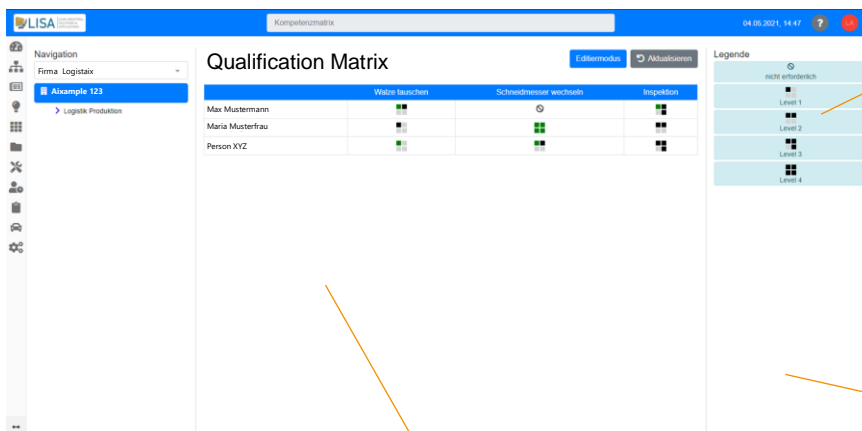 LISA
Kompetenzmatrix
04.05.2021, 14:47
?
LA
Navigation
Firma Logistaix
Aixample 123
Logistik Produktion
Qualification Matrix
Editiermodus
Aktualisieren
Walze tauschen Schneidmesser wechseln Inspektion
Max Mustermann
Maria Musterfrau
Person XYZ
Legende
nicht erforderlich
Level 1
Level 2
Level 3
Level 4